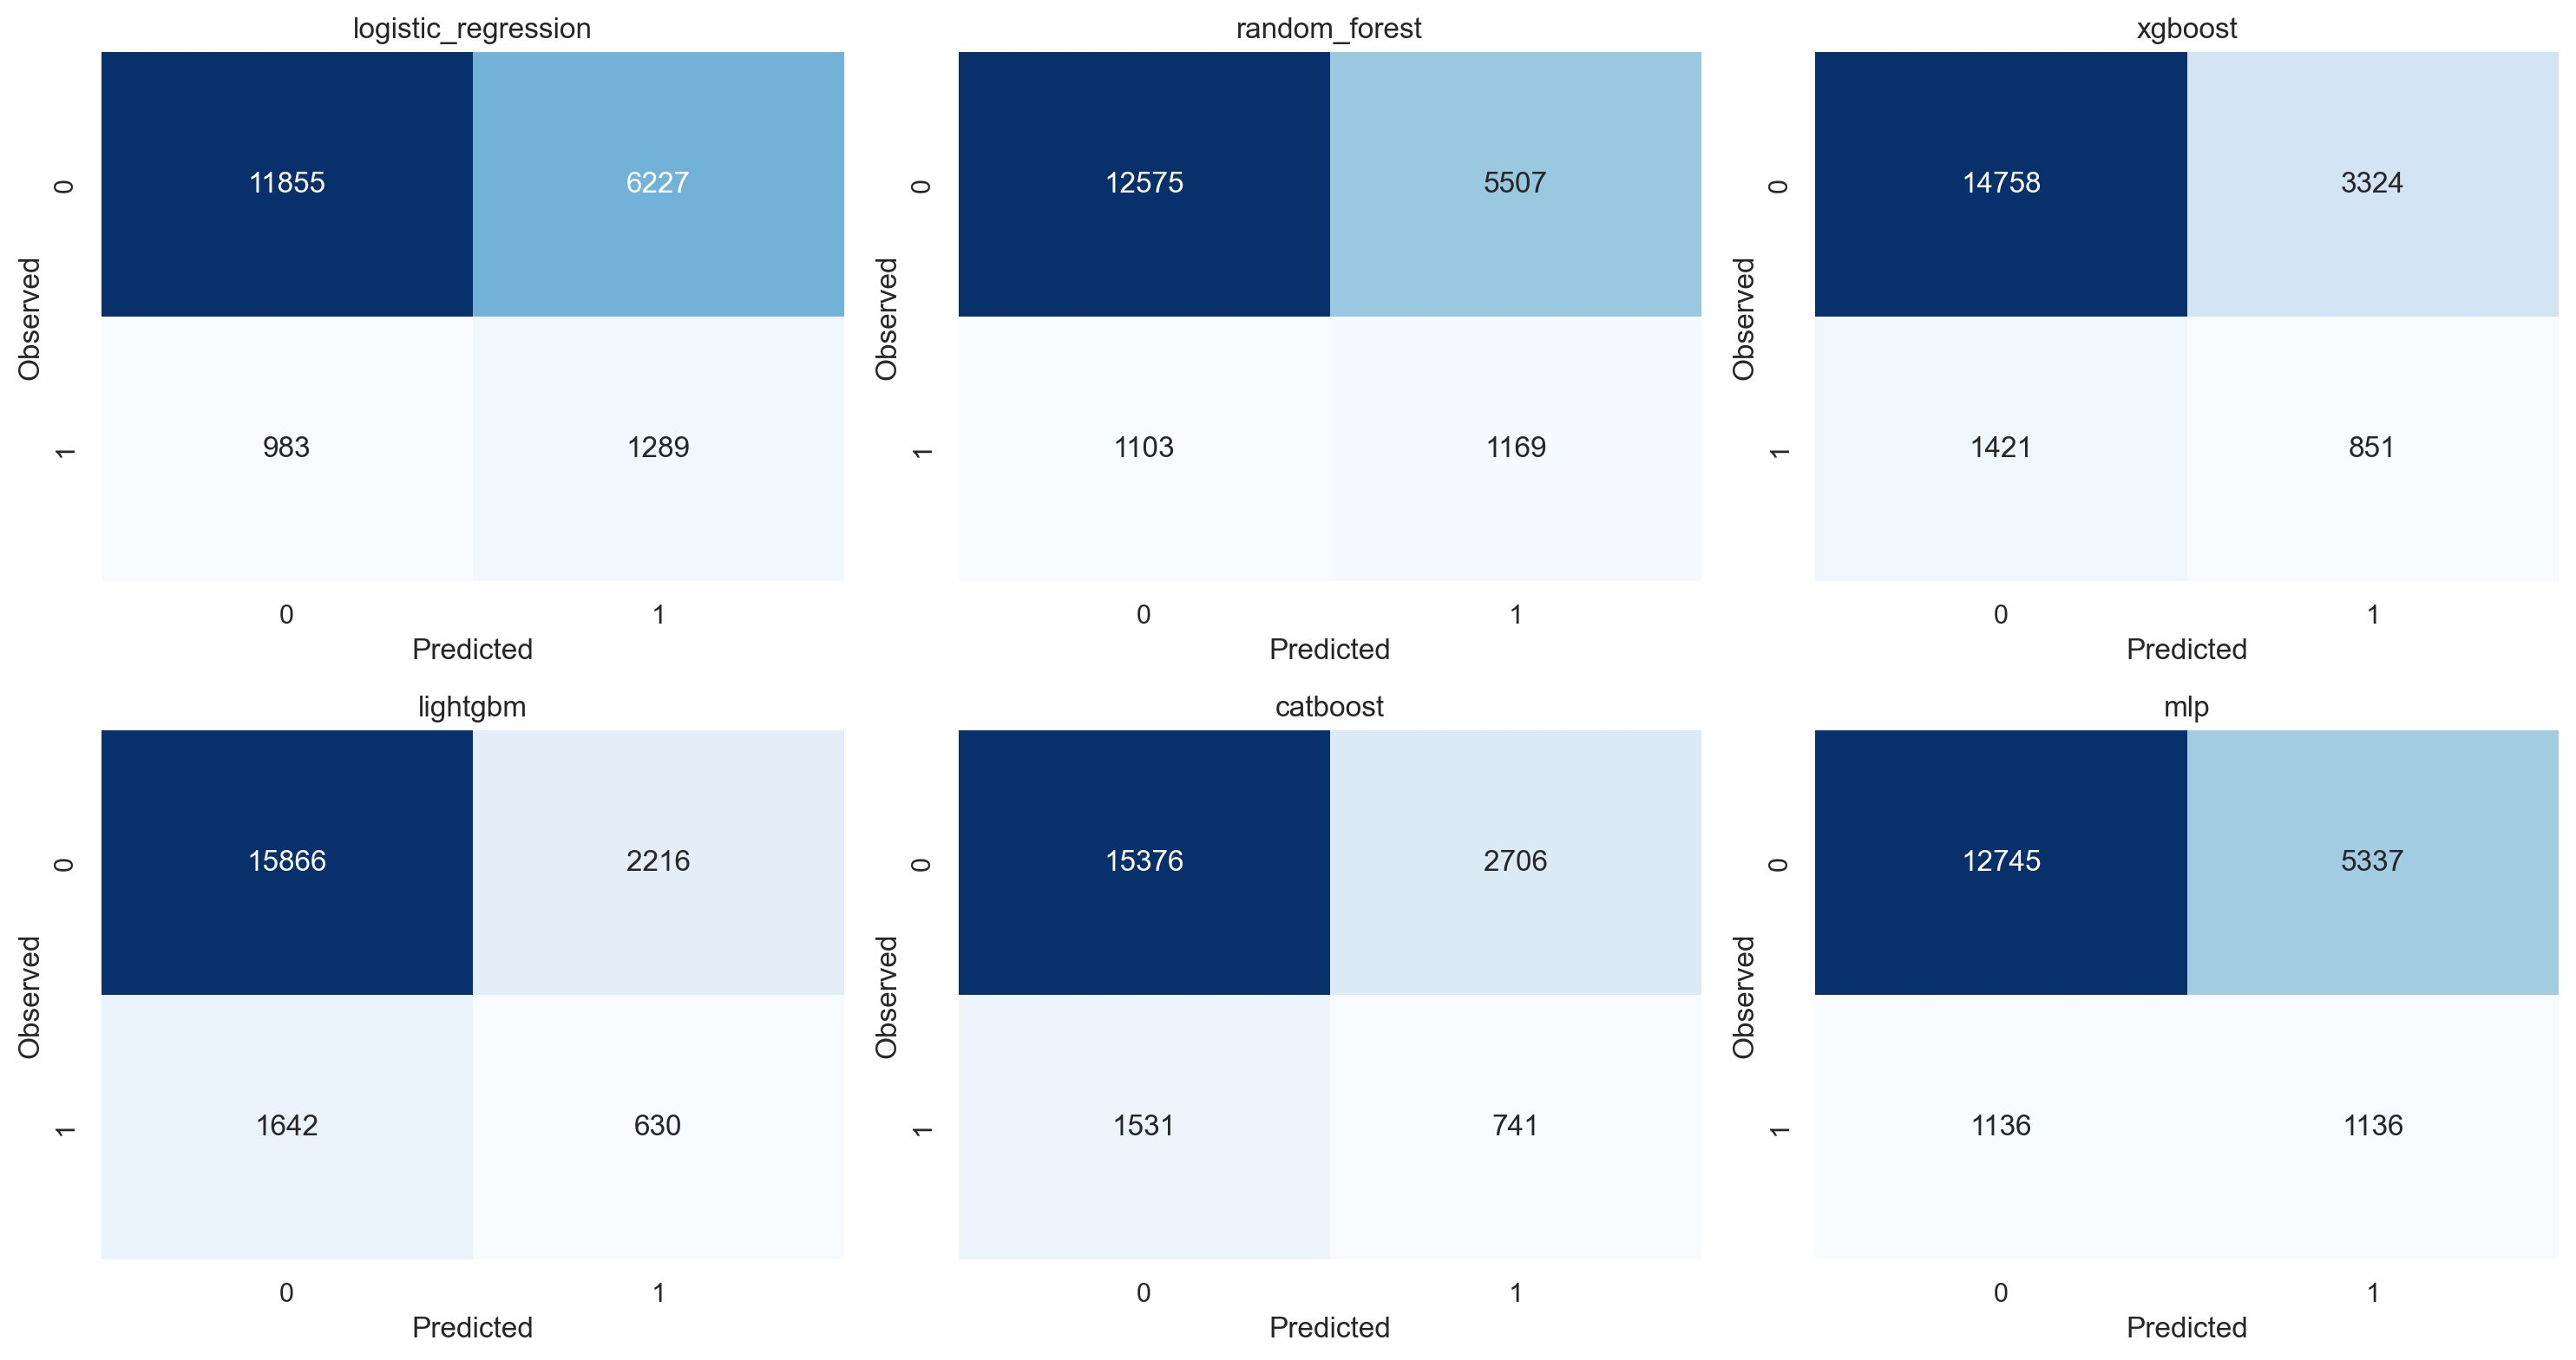 logistic_regression
random_forest
xgboost
0
11855
6227
0
12575
5507
0
14758
3324
Observed
Observed
Observed
1
983
1289
1
1103
1169
1
1421
851
0
1
0
1
0
1
Predicted
Predicted
Predicted
lightgbm
catboost
mlp
0
15866
2216
0
15376
2706
0
12745
5337
Observed
Observed
Observed
1
1642
630
1
1531
741
1
1136
1136
0
1
0
1
0
1
Predicted
Predicted
Predicted